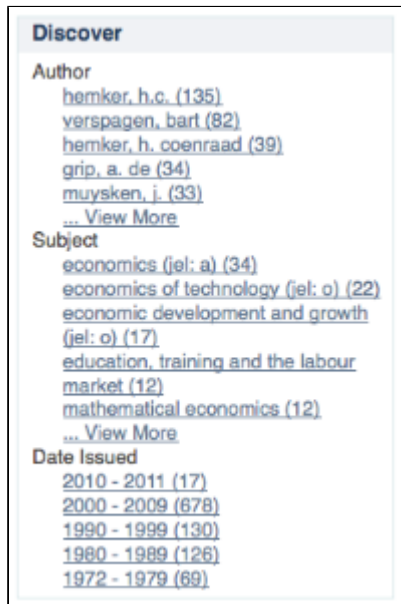 Discover
Author
hemker, h.c. (135)
verspagen, bart (82)
hemker, h. coenraad (39)
grip, a. de (34)
muysken, j. (33)
... View More
Subject
economics (jel: a) (34)
economics of technology (jel: o) (22)
economic development and growth
(jel: o) (17)
education, training and the labour
market (12)
mathematical economics (12)
... View More
Date Issued
2010 - 2011 (17)
2000 - 2009 (678)
1990 - 1999 (130)
1980 - 1989 (126)
1972 - 1979 (69)